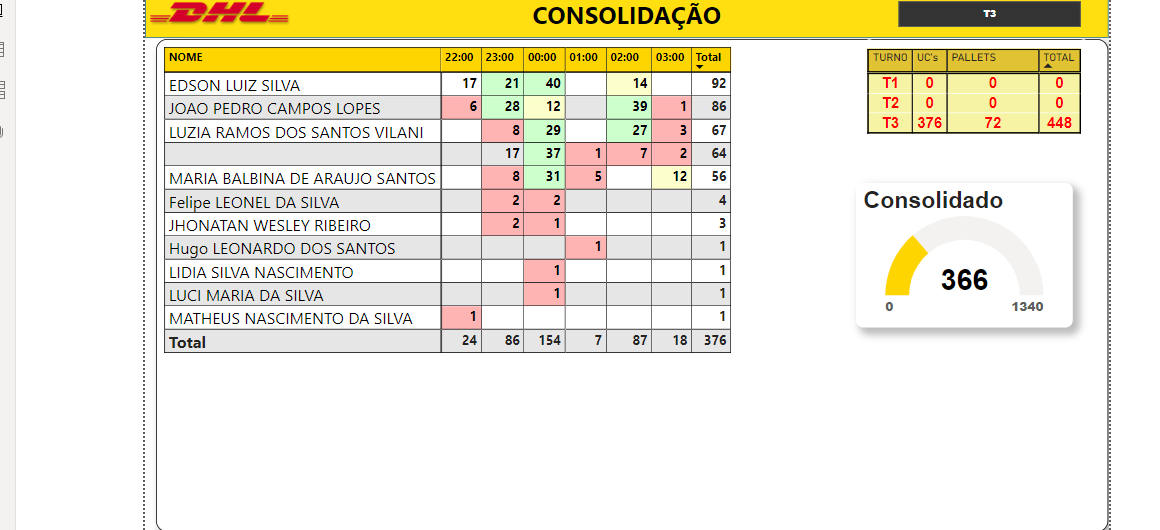 DHL CONSOLIDAÇÃO T3
NOME 22:00 23:00 00:00 01:00 02:00 03:00 Total
EDSON LUIZ SILVA 17 21 40 14 92
JOAO PEDRO CAMPOS LOPES 6 28 12 39 1 86
LUZIA RAMOS DOS SANTOS VILANI 8 29 27 3 67
17 37 1 7 2 64
MARIA BALBINA DE ARAUJO SANTOS 8 31 5 12 56
Felipe LEONEL DA SILVA 2 2 4
JHONATAN WESLEY RIBEIRO 2 1 3
Hugo LEONARDO DOS SANTOS 1 1
LIDIA SILVA NASCIMENTO 1 1
LUCI MARIA DA SILVA 1 1
MATHEUS NASCIMENTO DA SILVA 1 1
Total 24 86 154 7 87 18 376
TURNO UC's PALLETS TOTAL
T1 0 0 0
T2 0 0 0
T3 376 72 448
Consolidado
366
0 1340